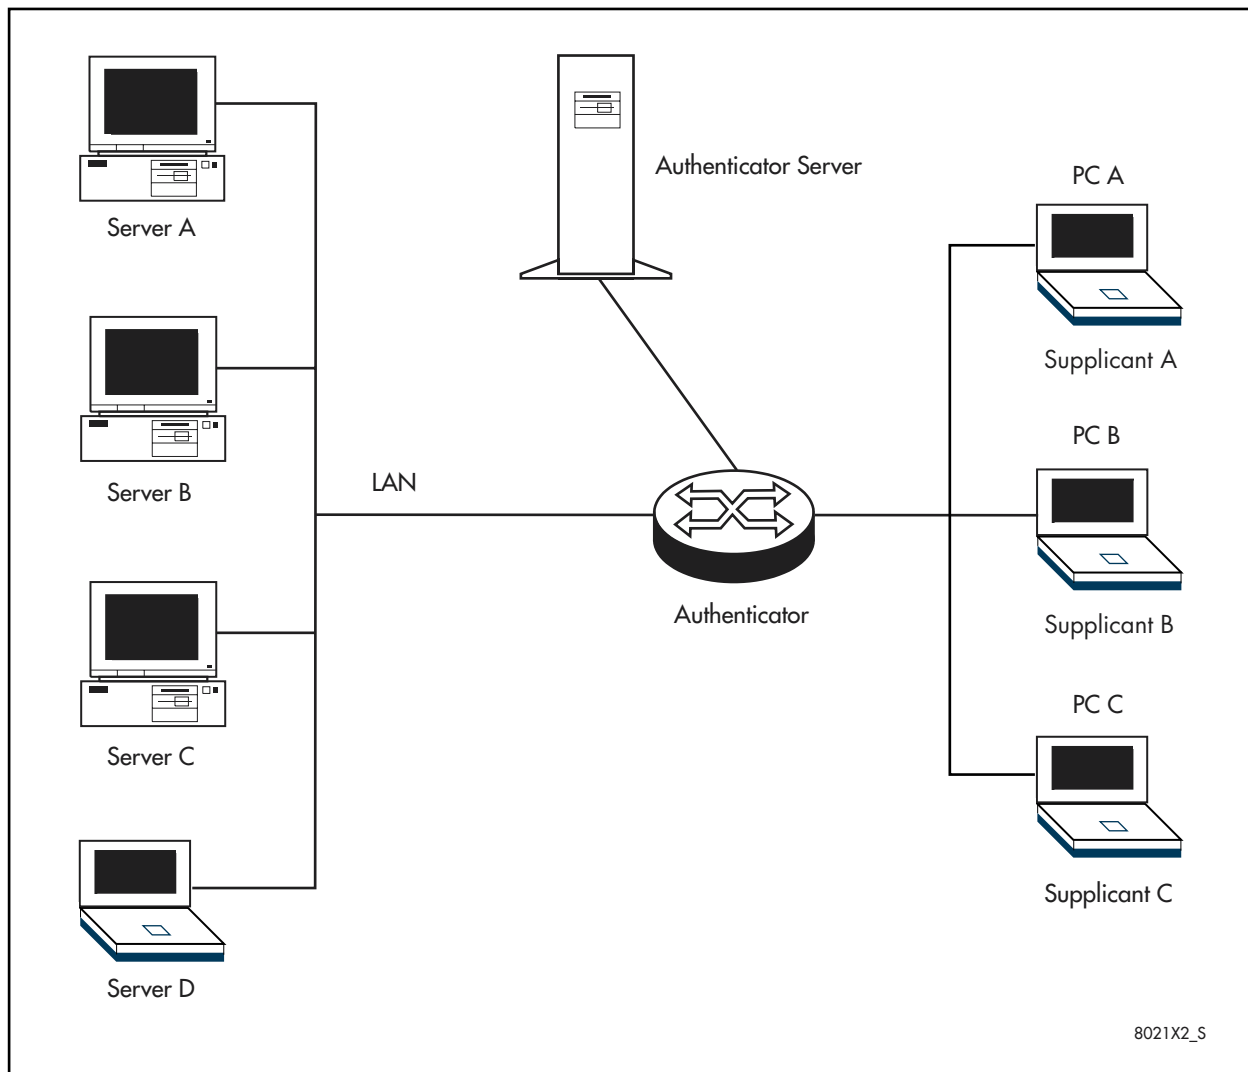 Server A
Server B
Server C
Server D
LAN
Authenticator Server
Authenticator
PC A
Supplicant A
PC B
Supplicant B
PC C
Supplicant C
8021X2_S